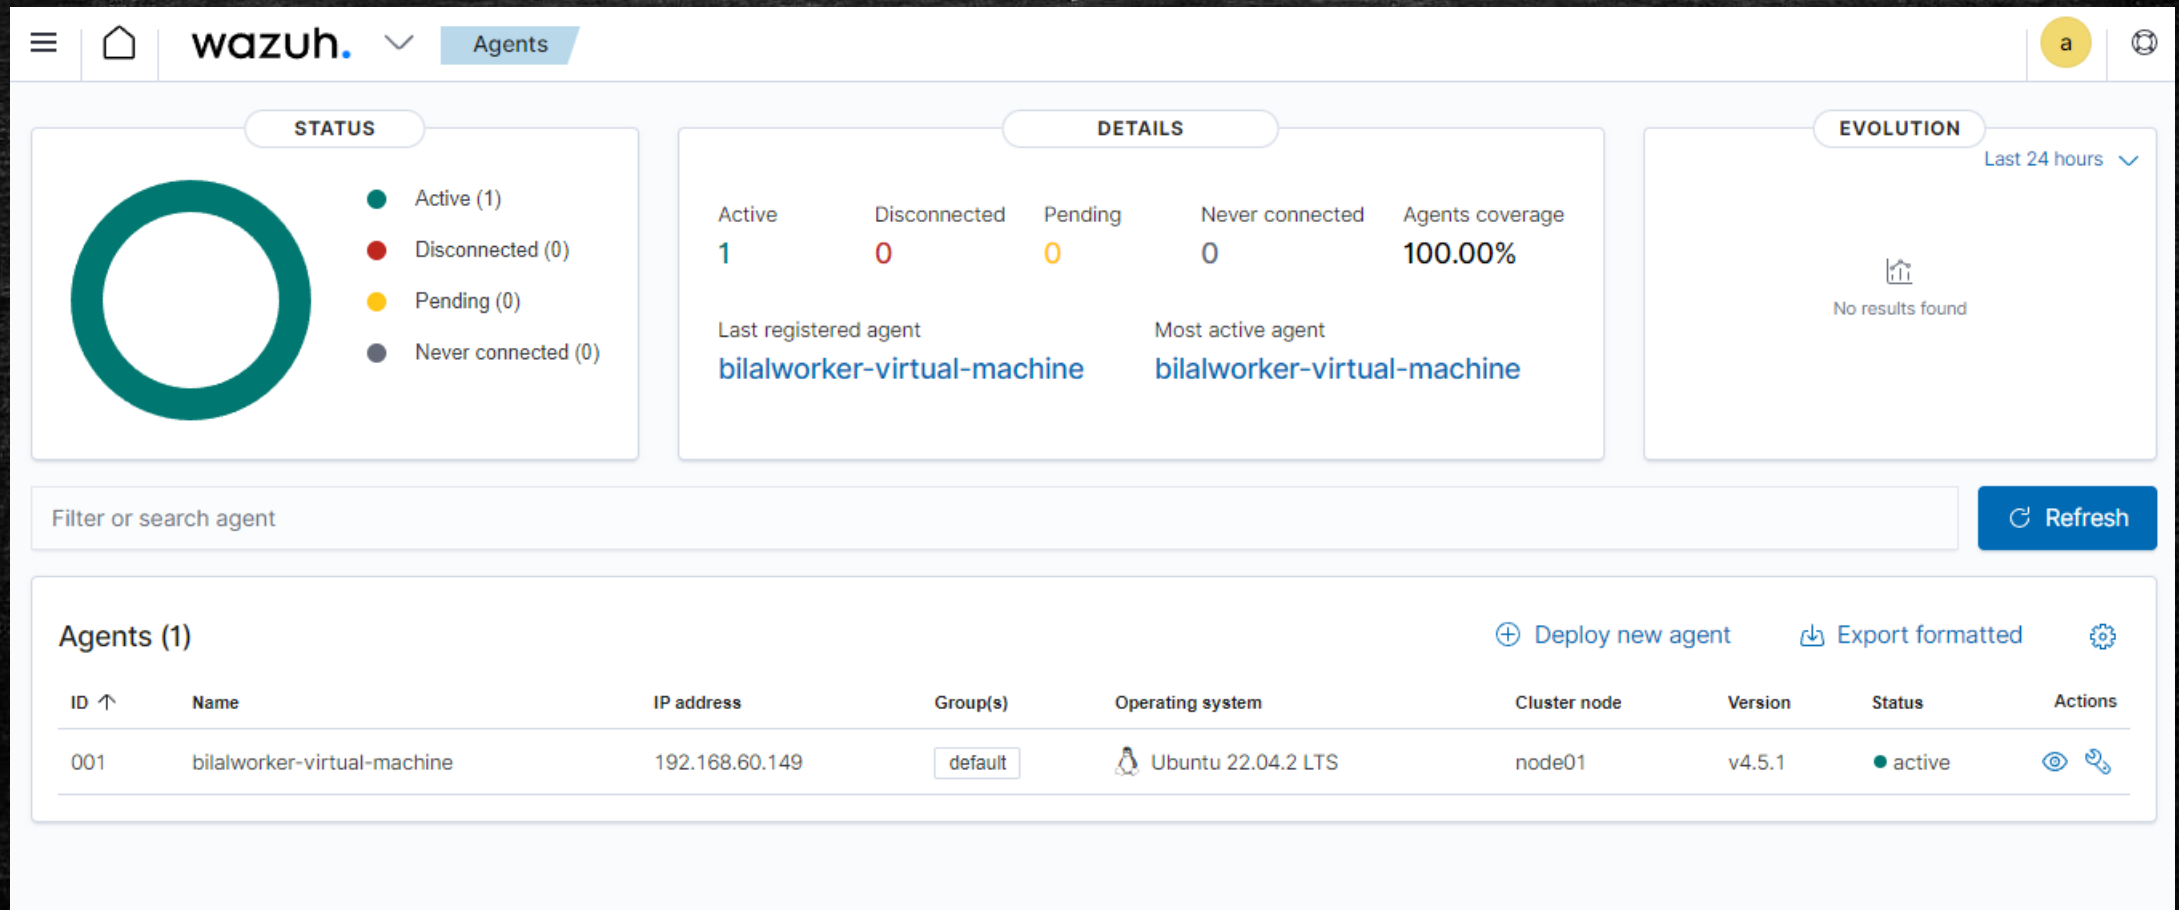 wazuh. Agents a
STATUS
Active (1)
Disconnected (0)
Pending (0)
Never connected (0)
DETAILS
Active Disconnected Pending Never connected Agents coverage
1 0 0 0 100.00%
Last registered agent Most active agent
bilalworker-virtual-machine bilalworker-virtual-machine
EVOLUTION
Last 24 hours
No results found
Filter or search agent Refresh
Agents (1) Deploy new agent Export formatted
ID Name IP address Group(s) Operating system Cluster node Version Status Actions
001 bilalworker-virtual-machine 192.168.60.149 default Ubuntu 22.04.2 LTS node01 v4.5.1 active